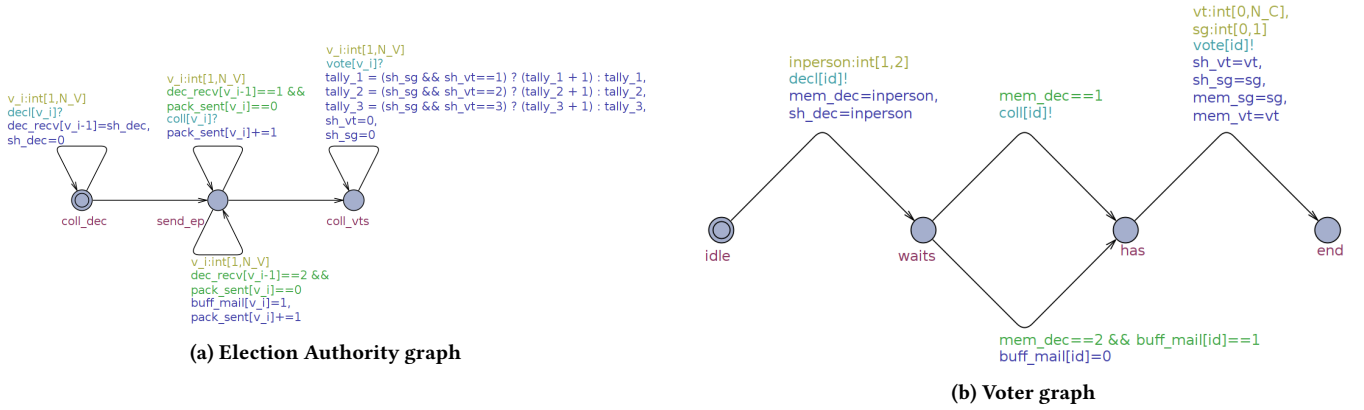 v_i:int[1,N_V]
decl[v_i]?
dec_recv[v_i-1]=sh_dec,
sh_dec=0
v_i:int[1,N_V]
dec_recv[v_i-1]==1 &&
pack_sent[v_i]==0
coll[v_i]?
pack_sent[v_i]+=1
v_i:int[1,N_V]
vote[v_i]?
tally_1 = (sh_sg && sh_vt==1) ? (tally_1 + 1) : tally_1,
tally_2 = (sh_sg && sh_vt==2) ? (tally_2 + 1) : tally_2,
tally_3 = (sh_sg && sh_vt==3) ? (tally_3 + 1) : tally_3,
sh_vt=0,
sh_sg=0
coll_dec
send_ep
coll_vts
v_i:int[1,N_V]
dec_recv[v_i-1]==2 &&
pack_sent[v_i]==0
buff_mail[v_i]=1,
pack_sent[v_i]+=1
(a) Election Authority graph
inperson:int[1,2]
decl[id]!
mem_dec=inperson,
sh_dec=inperson
mem_dec==1
coll[id]!
vt:int[0,N_C],
sg:int[0,1]
vote[id]!
sh_vt=vt,
sh_sg=sg,
mem_sg=sg,
mem_vt=vt
idle
waits
has
end
mem_dec==2 && buff_mail[id]==1
buff_mail[id]=0
(b) Voter graph